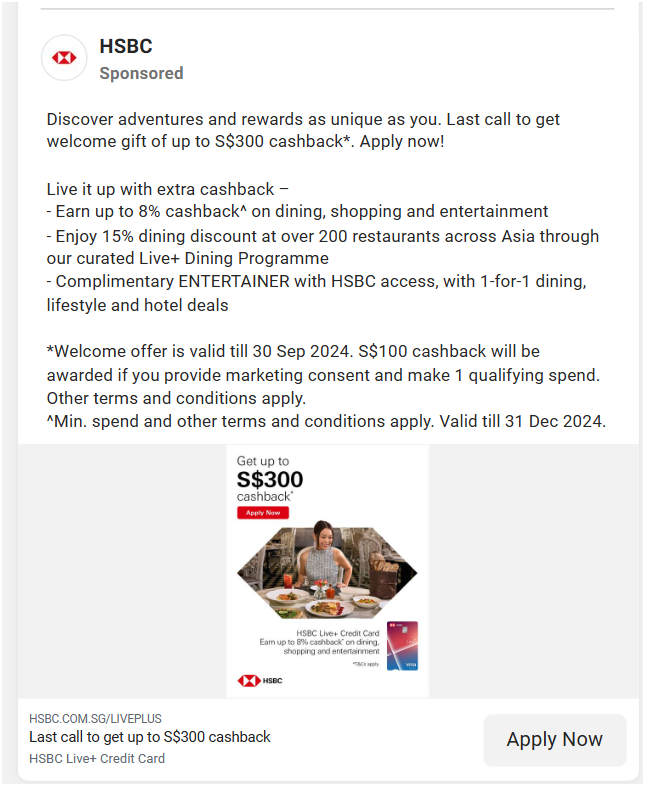 HSBC
Sponsored
Discover adventures and rewards as unique as you. Last call to get
welcome gift of up to S$300 cashback*. Apply now!
Live it up with extra cashback –
- Earn up to 8% cashback^ on dining, shopping and entertainment
- Enjoy 15% dining discount at over 200 restaurants across Asia through
our curated Live+ Dining Programme
- Complimentary ENTERTAINER with HSBC access, with 1-for-1 dining,
lifestyle and hotel deals
*Welcome offer is valid till 30 Sep 2024. S$100 cashback will be
awarded if you provide marketing consent and make 1 qualifying spend.
Other terms and conditions apply.
^Min. spend and other terms and conditions apply. Valid till 31 Dec 2024.
Get up to
S$300
cashback*
Apply Now
HSBC Live+ Credit Card
Earn up to 8% cashback* on dining,
shopping and entertainment
*T&Cs apply.
VISA
HSBC
HSBC.COM.SG/LIVEPLUS
Last call to get up to S$300 cashback
HSBC Live+ Credit Card
Apply Now